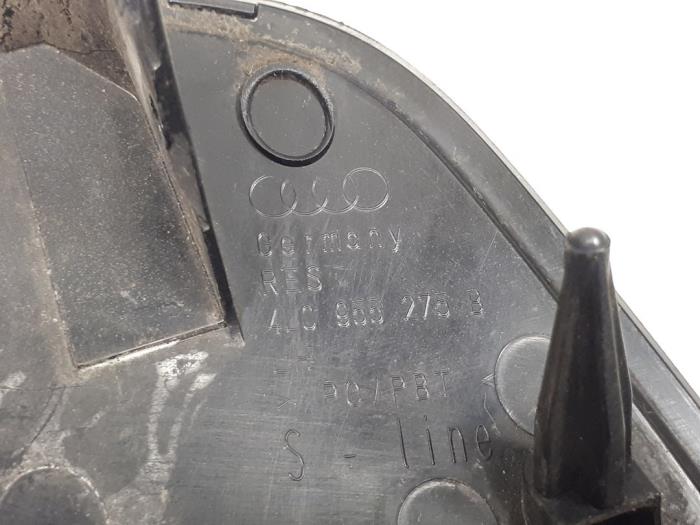 Germany
RES
4L0 955 275 B
>PC/PBT<
S - line